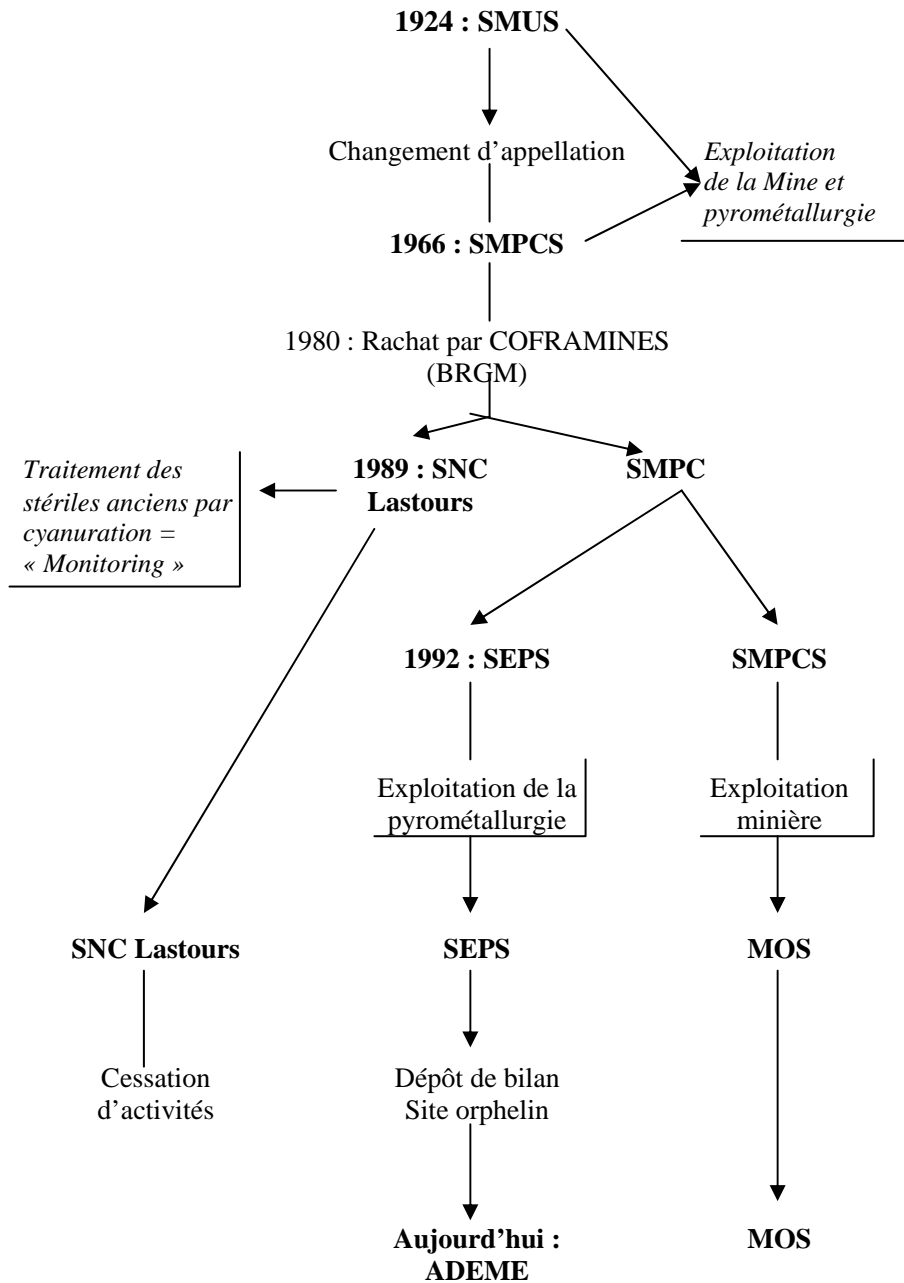 1924 : SMUS
Changement d’appellation
Exploitation
de la Mine et
pyrométallurgie
1966 : SMPCS
1980 : Rachat par COFRAMINES
(BRGM)
Traitement des
stériles anciens par
cyanuration =
« Monitoring »
1989 : SNC
Lastours
SMPC
1992 : SEPS
SMPCS
Exploitation de la
pyrométallurgie
Exploitation
minière
SNC Lastours
SEPS
MOS
Cessation
d’activités
Dépôt de bilan
Site orphelin
Aujourd'hui :
ADEME
MOS